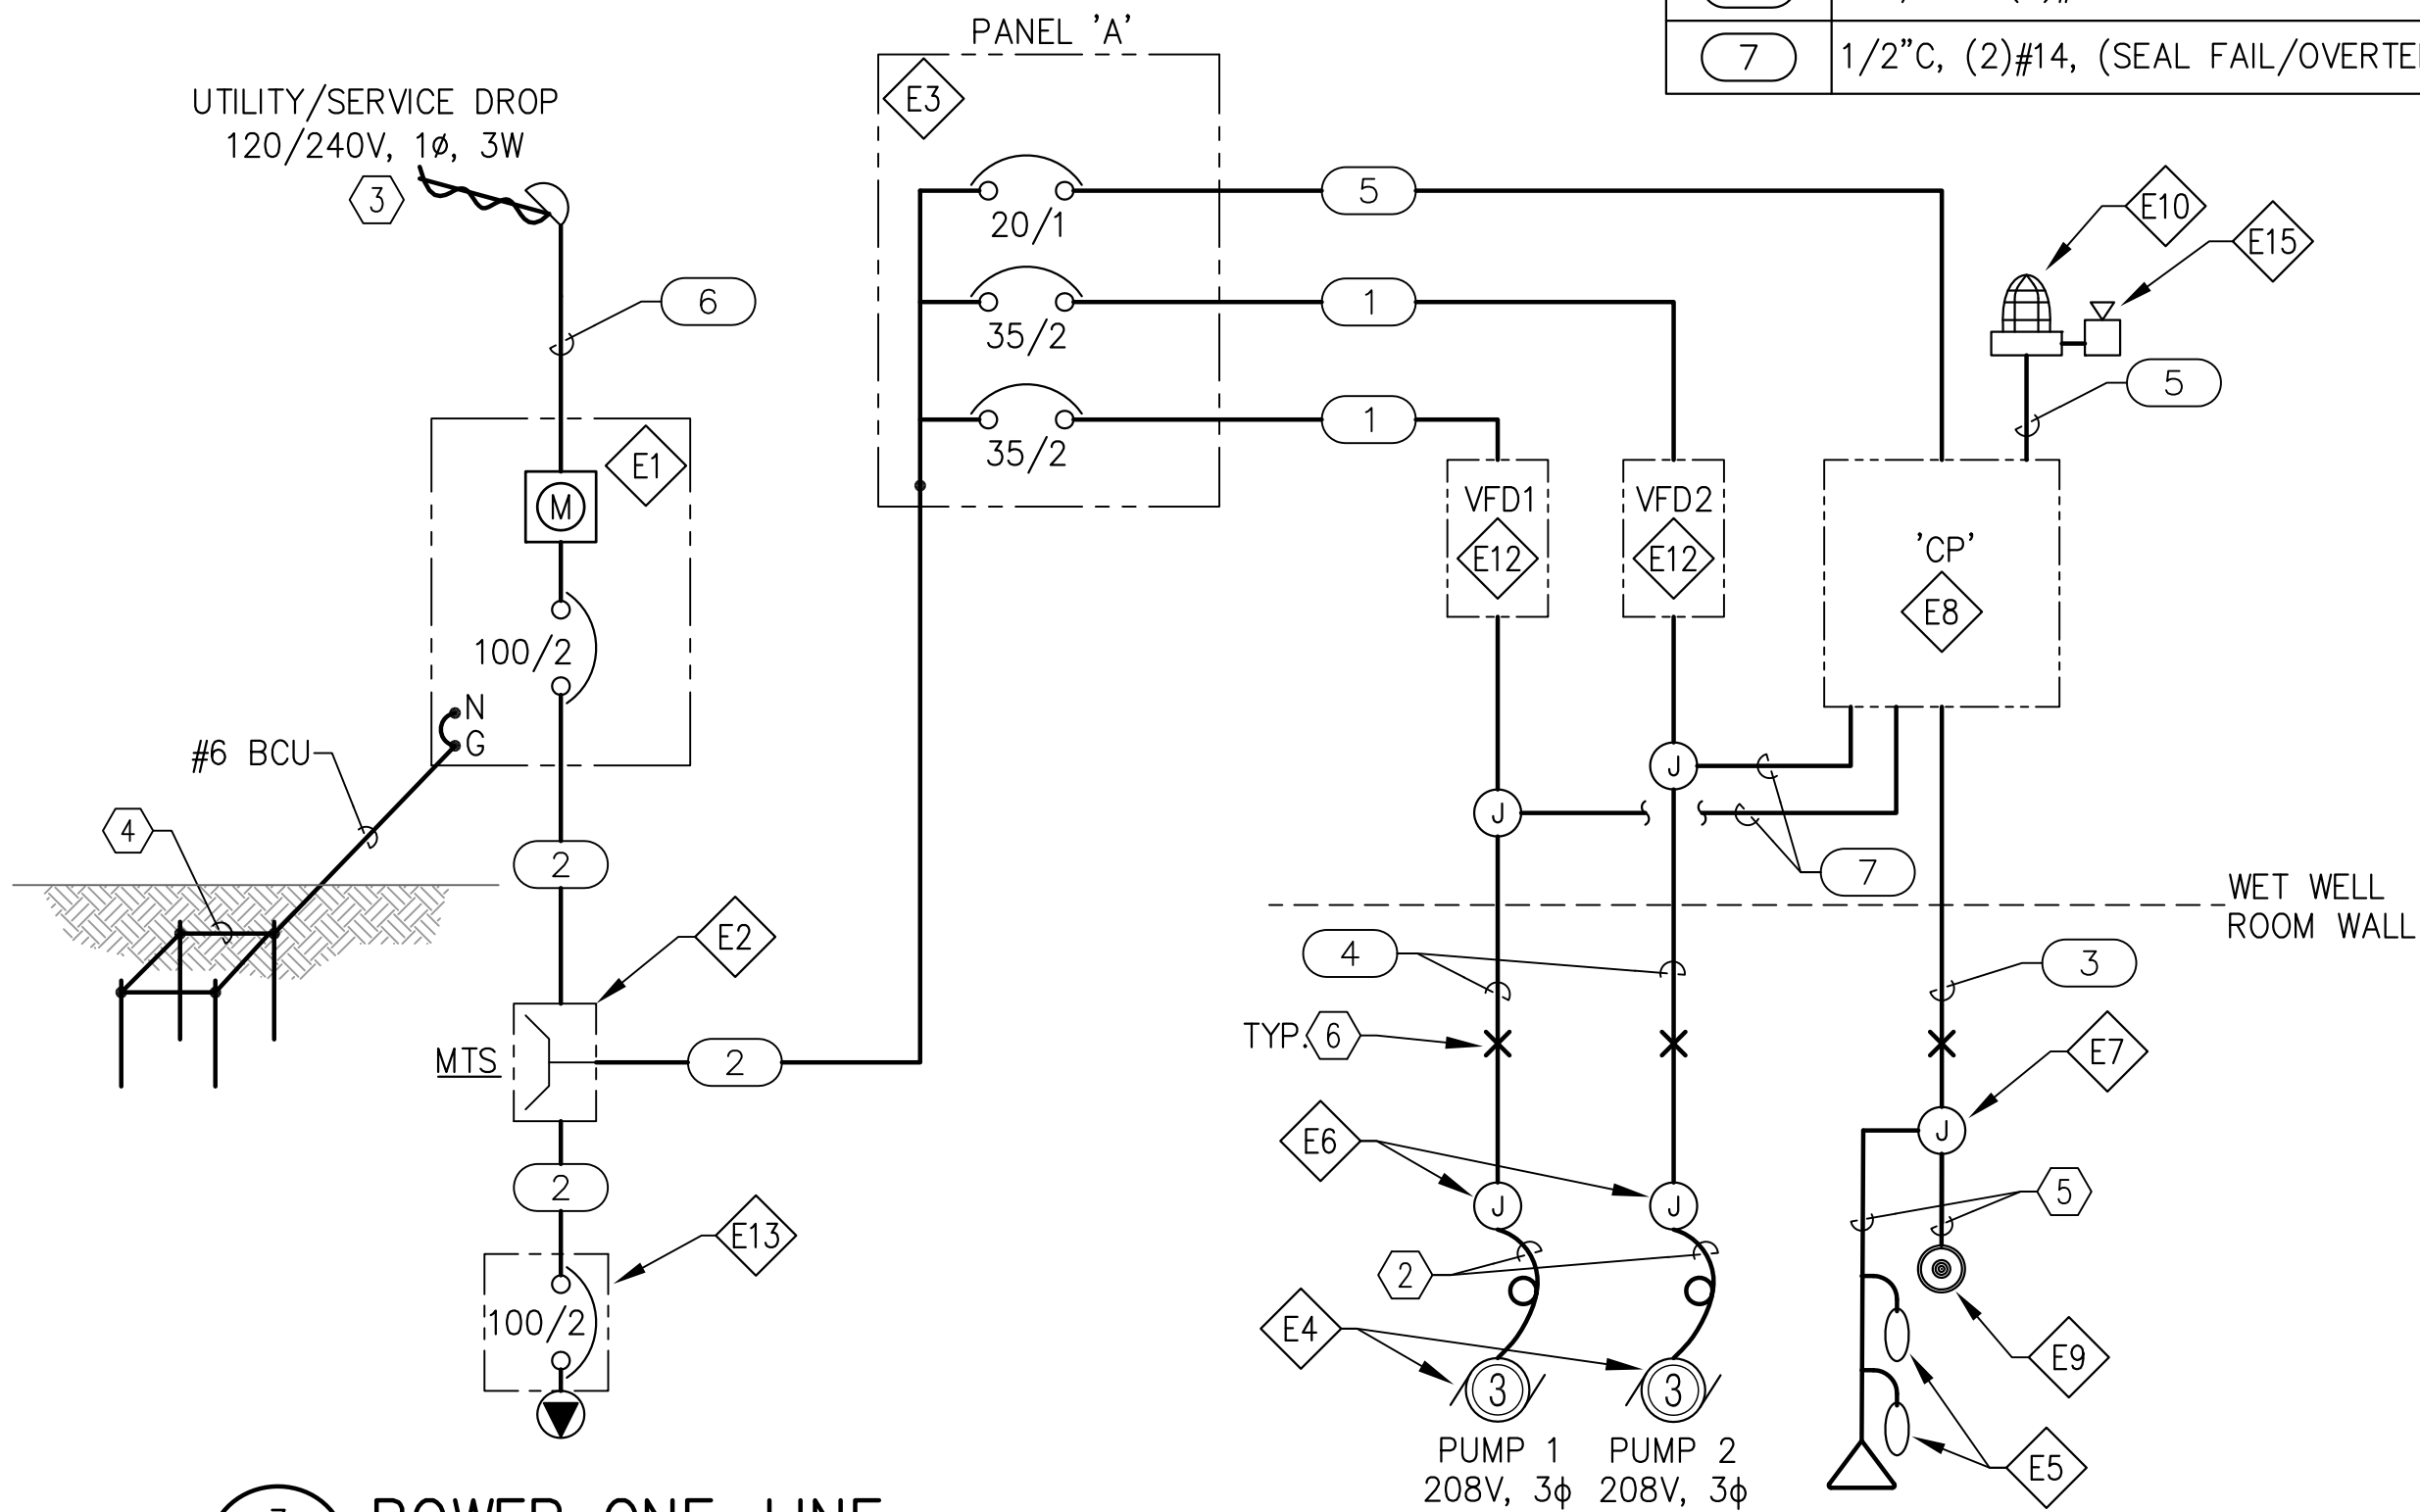 PANEL 'A'
7 1/2"C, (2)#14, (SEAL FAIL/OVERTE
UTILITY/SERVICE DROP
120/240V, 1ø, 3W
3
E3
20/1
5
E10
E15
6
35/2
1
5
35/2
1
E1
M
100/2
N
G
#6 BCU
4
VFD1
E12
VFD2
E12
'CP'
E8
J
J
7
2
WET WELL
ROOM WALL
E2
4
3
MTS
2
TYP. 6
E7
J
E6
J
J
5
2
E13
100/2
2
E4
3
3
E9
E5
PUMP 1
208V, 3ϕ
PUMP 2
208V, 3ϕ